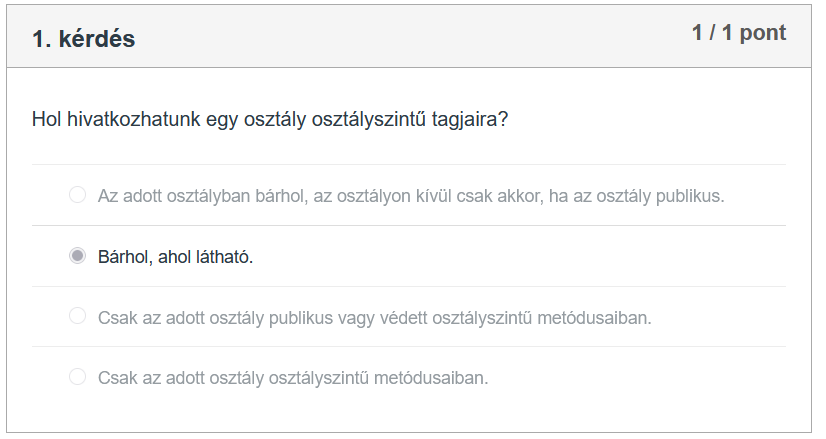 1. kérdés
1 / 1 pont
Hol hivatkozhatunk egy osztály osztályszintű tagjaira?
Az adott osztályban bárhol, az osztályon kívül csak akkor, ha az osztály publikus.
Bárhol, ahol látható.
Csak az adott osztály publikus vagy védett osztályszintű metódusaiban.
Csak az adott osztály osztályszintű metódusaiban.